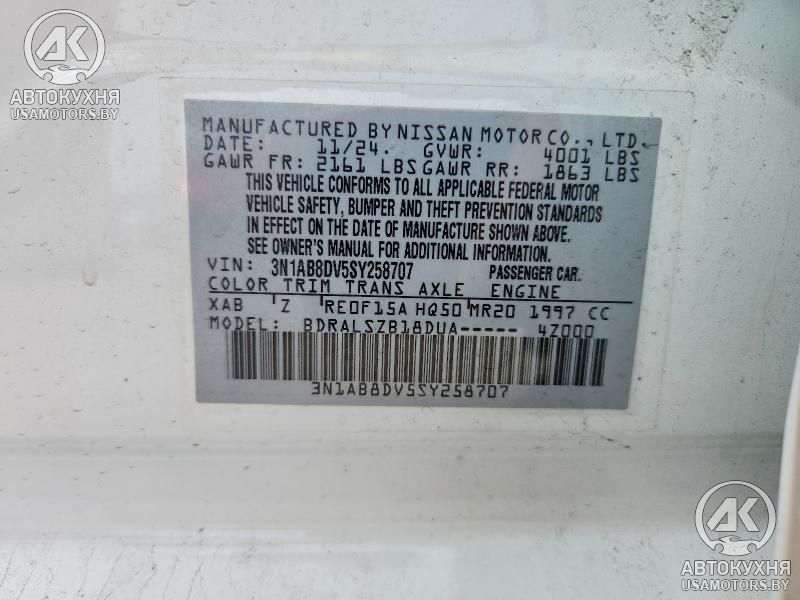 AK
АВТОКУХНЯ
USAMOTORS.BY
MANUFACTURED BY NISSAN MOTOR CO., LTD.
DATE: 11/24. GVWR: 4001 LBS
GAWR FR: 2161 LBS GAWR RR: 1863 LBS
THIS VEHICLE CONFORMS TO ALL APPLICABLE FEDERAL MOTOR
VEHICLE SAFETY, BUMPER AND THEFT PREVENTION STANDARDS
IN EFFECT ON THE DATE OF MANUFACTURE SHOWN ABOVE.
SEE OWNER'S MANUAL FOR ADDITIONAL INFORMATION.
VIN: 3N1AB8DV5SY258707 PASSENGER CAR.
COLOR TRIM TRANS AXLE ENGINE
XAB Z RE0F15A HQ50 MR20 1997 CC
MODEL: BDRALSZB18DUA----- 4Z000
3N1AB8DV5SY258707
AK
АВТОКУХНЯ
USAMOTORS.BY